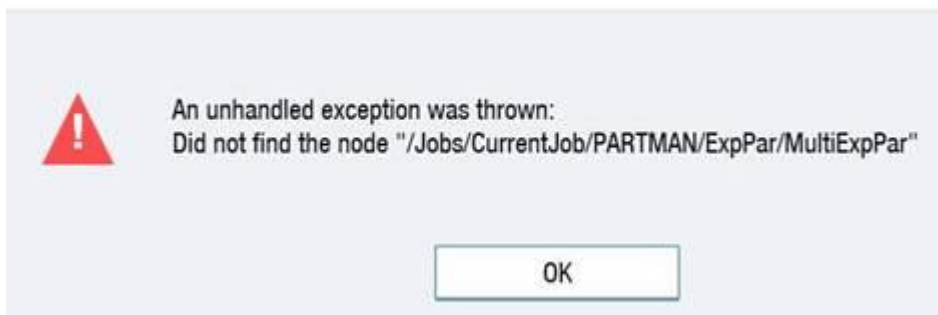 An unhandled exception was thrown:
Did not find the node "/Jobs/CurrentJob/PARTMAN/ExpPar/MultiExpPar"
OK